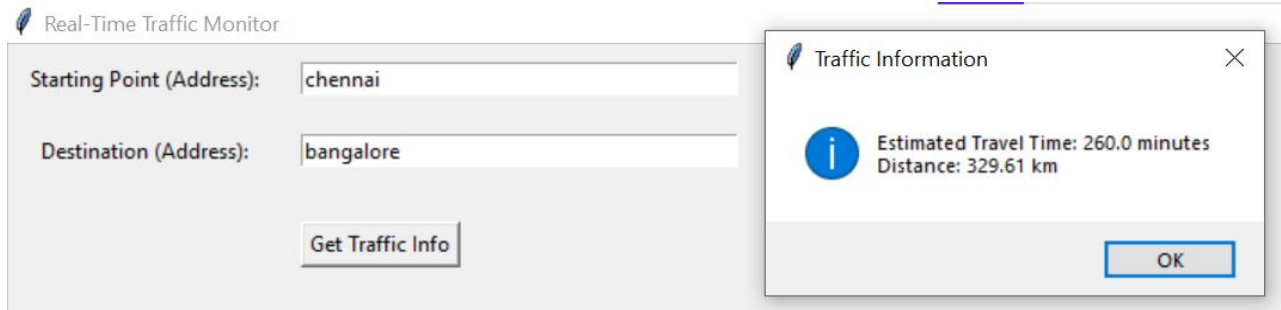 Real-Time Traffic Monitor
Starting Point (Address): chennai
Destination (Address): bangalore
Get Traffic Info
Traffic Information
Estimated Travel Time: 260.0 minutes
Distance: 329.61 km
OK